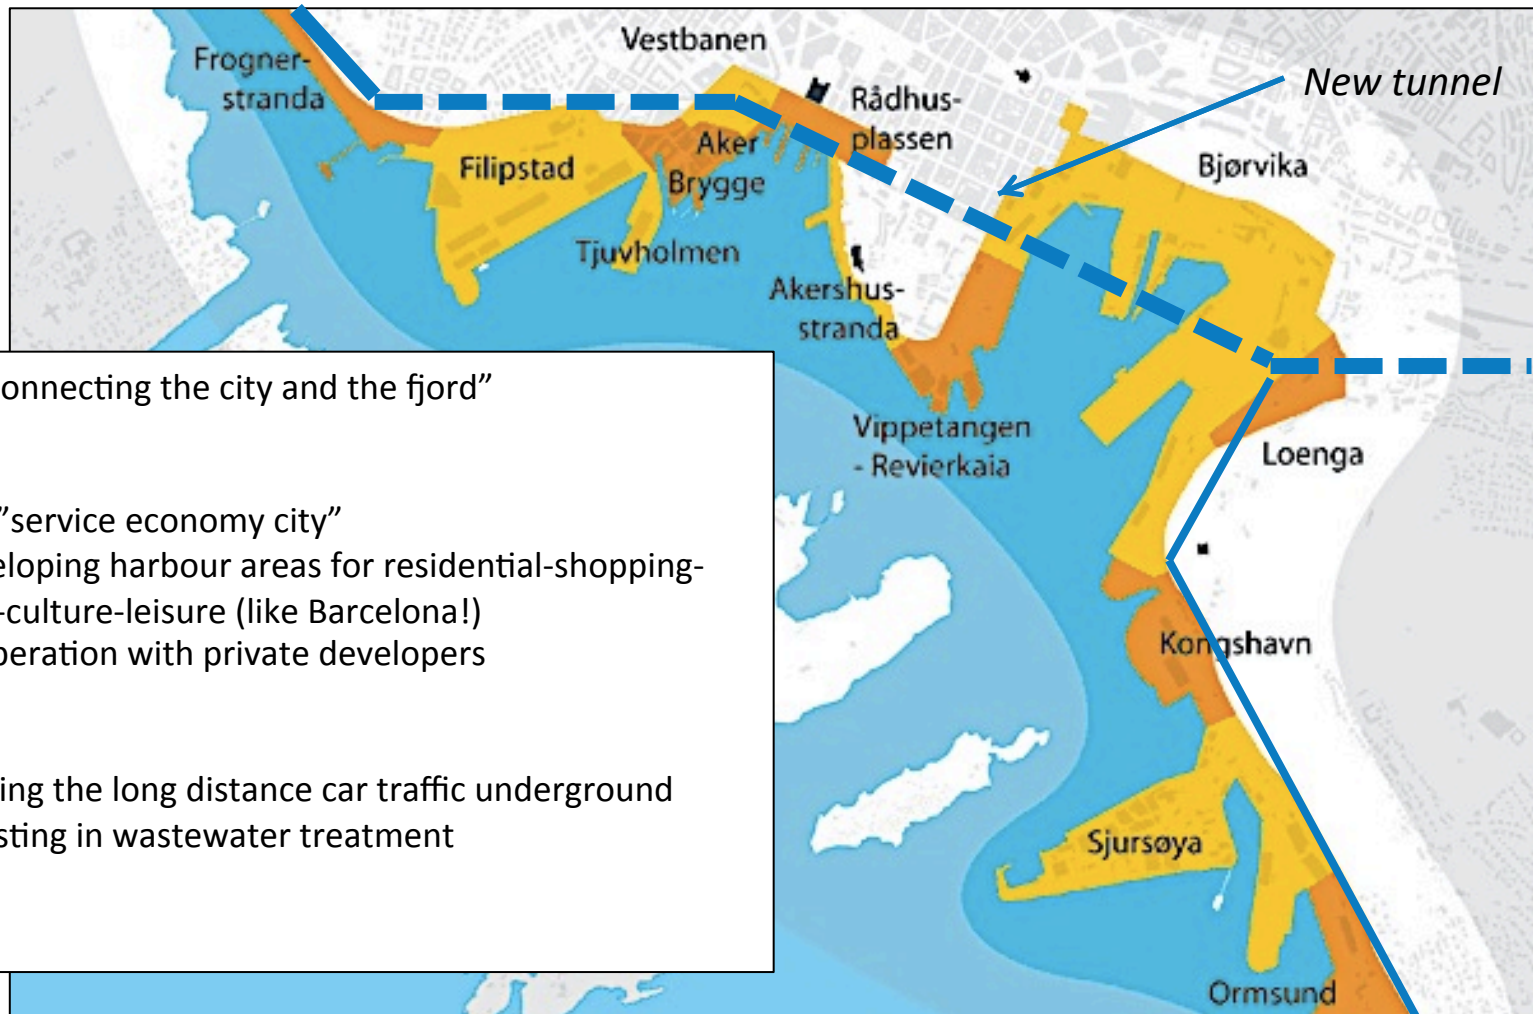 Vestbanen
Frogner-
stranda
New tunnel
Rådhus-
plassen
Aker
Brygge
Filipstad
Bjørvika
Tjuvholmen
Akershus-
stranda
Vippetangen
- Revierkaia
Loenga
Kongshavn
Sjursøya
Ormsund
onnecting the city and the fjord”
”service economy city”
eloping harbour areas for residential-shopping-
-culture-leisure (like Barcelona!)
peration with private developers
ing the long distance car traffic underground
sting in wastewater treatment